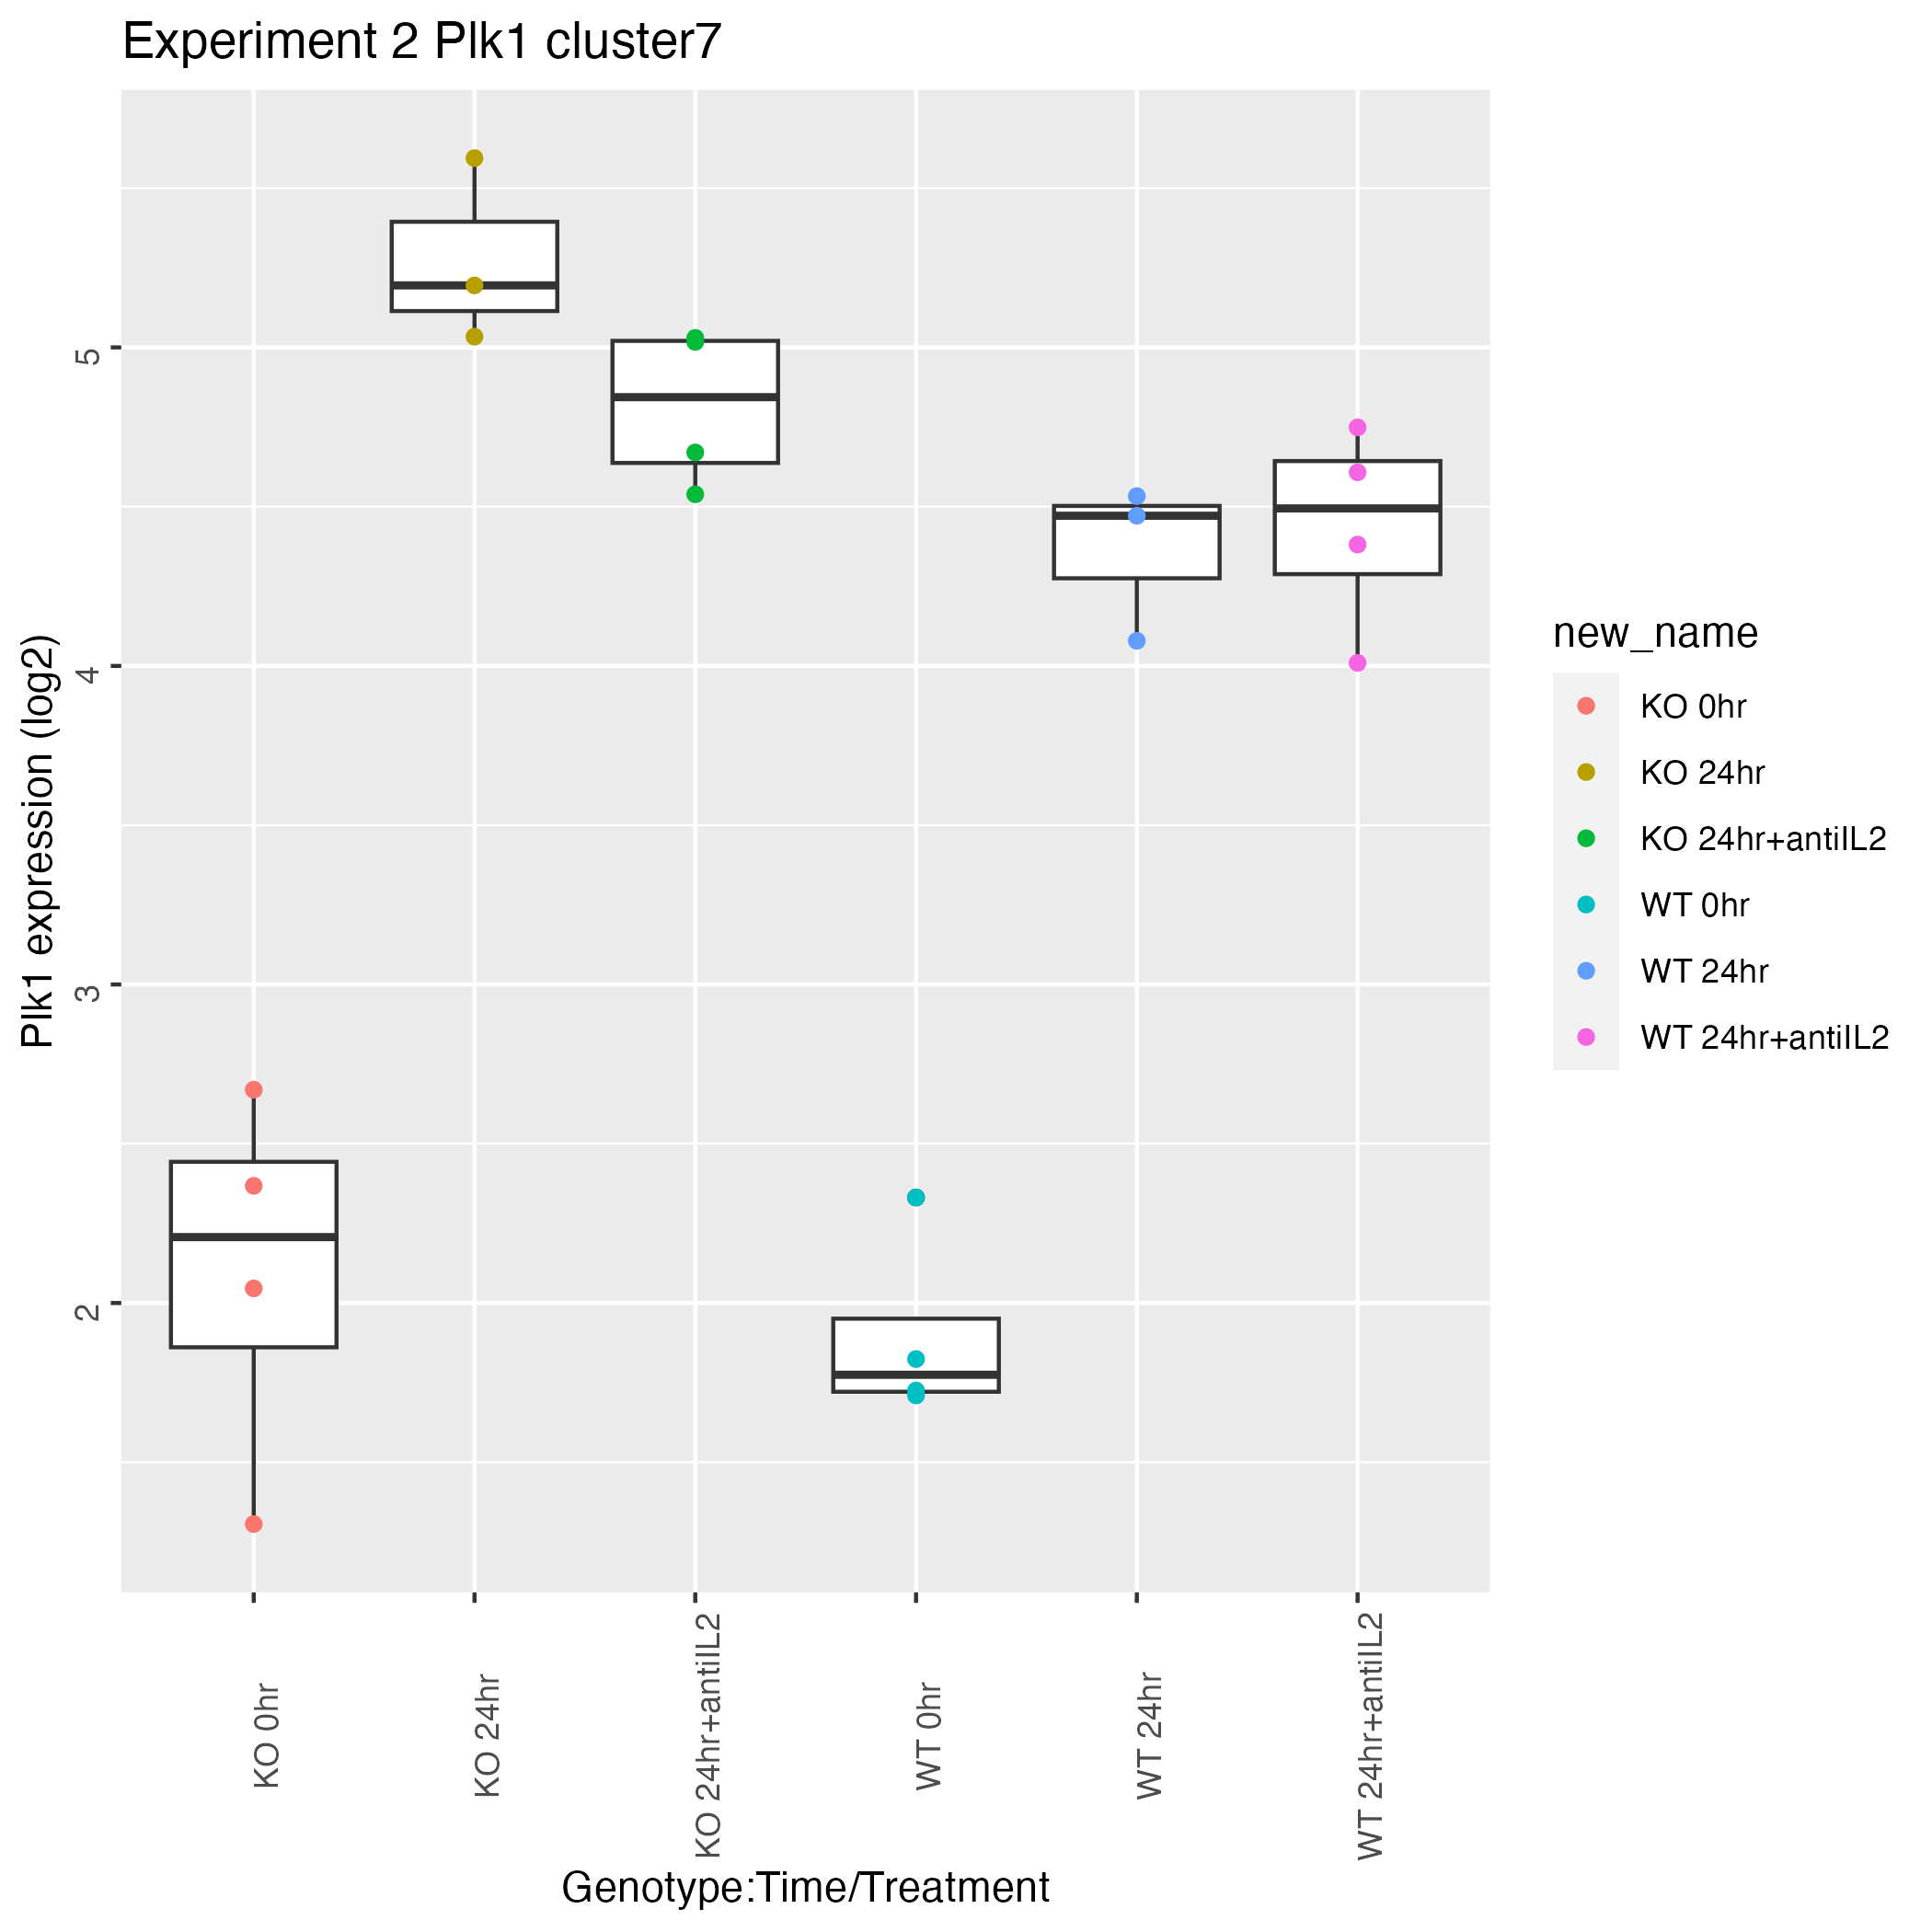 Experiment 2 Plk1 cluster7
Plk1 expression (log2)
5
4
3
2
KO 0hr
KO 24hr
KO 24hr+antiIL2
WT 0hr
WT 24hr
WT 24hr+antiIL2
Genotype:Time/Treatment
new_name
KO 0hr
KO 24hr
KO 24hr+antiIL2
WT 0hr
WT 24hr
WT 24hr+antiIL2